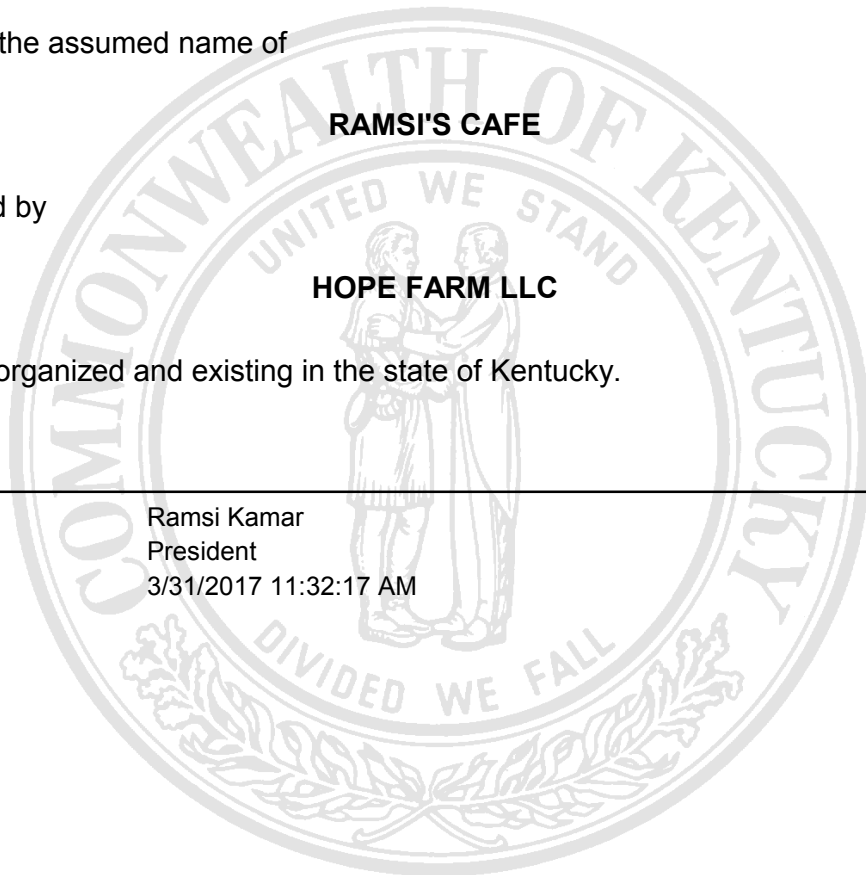 the assumed name of
RAMSI'S CAFE
d by
HOPE FARM LLC
organized and existing in the state of Kentucky.
Ramsi Kamar
President
3/31/2017 11:32:17 AM
COMMONWEALTH OF KENTUCKY
UNITED WE STAND
DIVIDED WE FALL